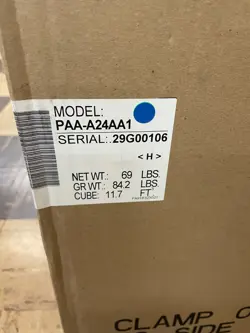 MODEL:
PAA-A24AA1
SERIAL: 29G00106
< H >
NET WT: 69 LBS.
GR WT: 84.2 LBS.
CUBE: 11.7 FT
CLAMP
SIDE